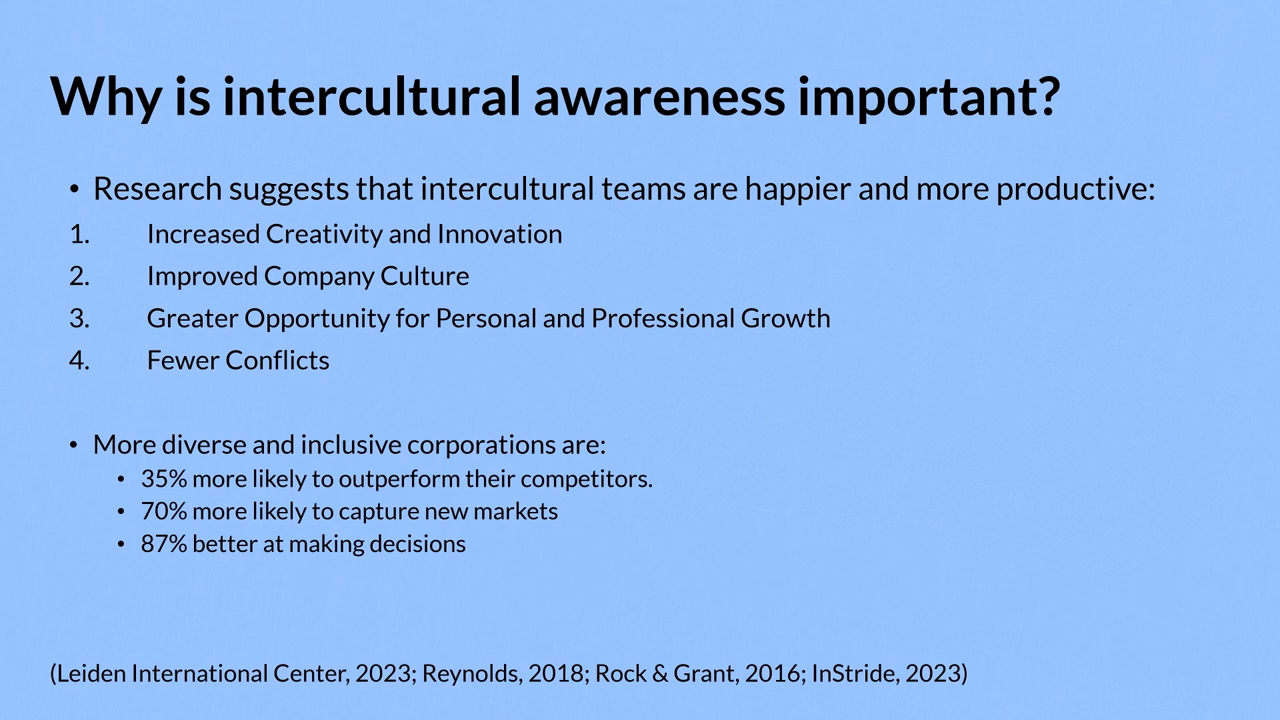 Why is intercultural awareness important?
• Research suggests that intercultural teams are happier and more productive:
1. Increased Creativity and Innovation
2. Improved Company Culture
3. Greater Opportunity for Personal and Professional Growth
4. Fewer Conflicts
• More diverse and inclusive corporations are:
• 35% more likely to outperform their competitors.
• 70% more likely to capture new markets
• 87% better at making decisions
(Leiden International Center, 2023; Reynolds, 2018; Rock & Grant, 2016; InStride, 2023)